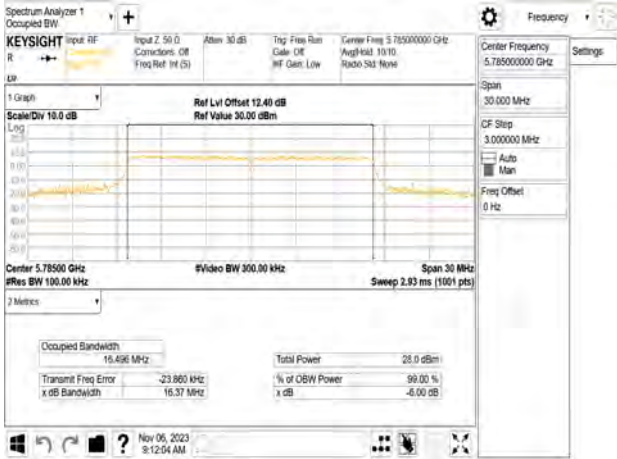 Spectrum Analyzer 1
Occupied BW
+
Frequency
KEYSIGHT Input: RF
R
Input Z: 50 Ω
Corrections: Off
Freq Ref: Int (S)
Atten: 30 dB
Trig: Free Run
Gate: Off
#IF Gain: Low
Center Freq: 5.785000000 GHz
Avg|Hold: 10/10
Radio Std: None
Center Frequency
5.785000000 GHz
Settings
Span
30.000 MHz
CF Step
3.000000 MHz
Auto
Man
Freq Offset
0 Hz
1 Graph
Scale/Div 10.0 dB
Ref Lvl Offset 12.40 dB
Ref Value 30.00 dBm
Log
Center 5.78500 GHz
#Res BW 100.00 kHz
#Video BW 300.00 kHz
Span 30 MHz
Sweep 2.93 ms (1001 pts)
2 Metrics
Occupied Bandwidth
16.496 MHz
Total Power 28.0 dBm
Transmit Freq Error -23.860 kHz
% of OBW Power 99.00 %
x dB Bandwidth 16.37 MHz
x dB -6.00 dB
?
Nov 06, 2023
9:12:04 AM